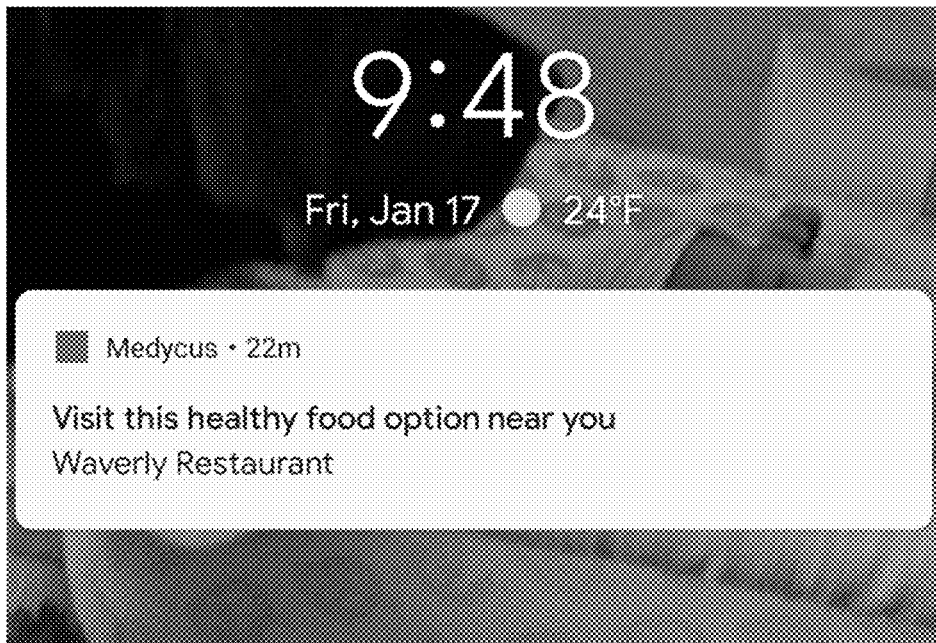 9:48
Fri, Jan 17 24°F
Medycus • 22m
Visit this healthy food option near you
Waverly Restaurant